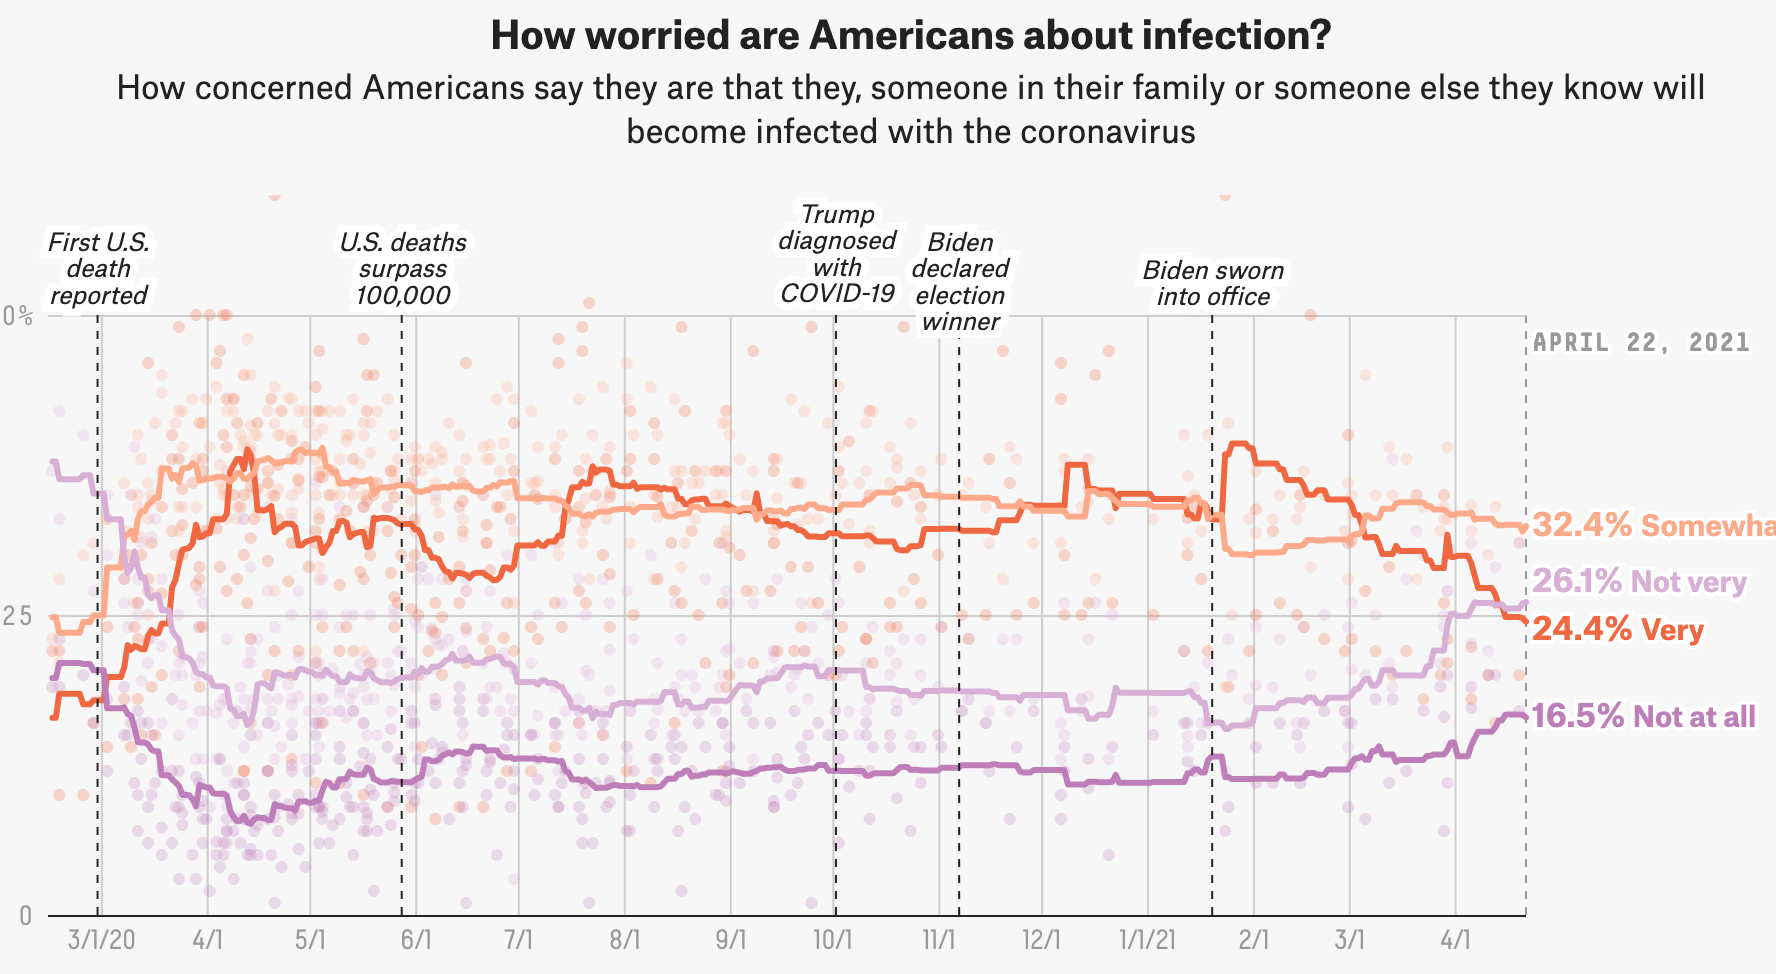 How worried are Americans about infection?
How concerned Americans say they are that they, someone in their family or someone else they know will
become infected with the coronavirus
First U.S.
death
reported
U.S. deaths
surpass
100,000
Trump
diagnosed
with
COVID-19
Biden
declared
election
winner
Biden sworn
into office
0%
APRIL 22, 2021
32.4% Somewha
26.1% Not very
25
24.4% Very
16.5% Not at all
0
3/1/20 4/1 5/1 6/1 7/1 8/1 9/1 10/1 11/1 12/1 1/1/21 2/1 3/1 4/1